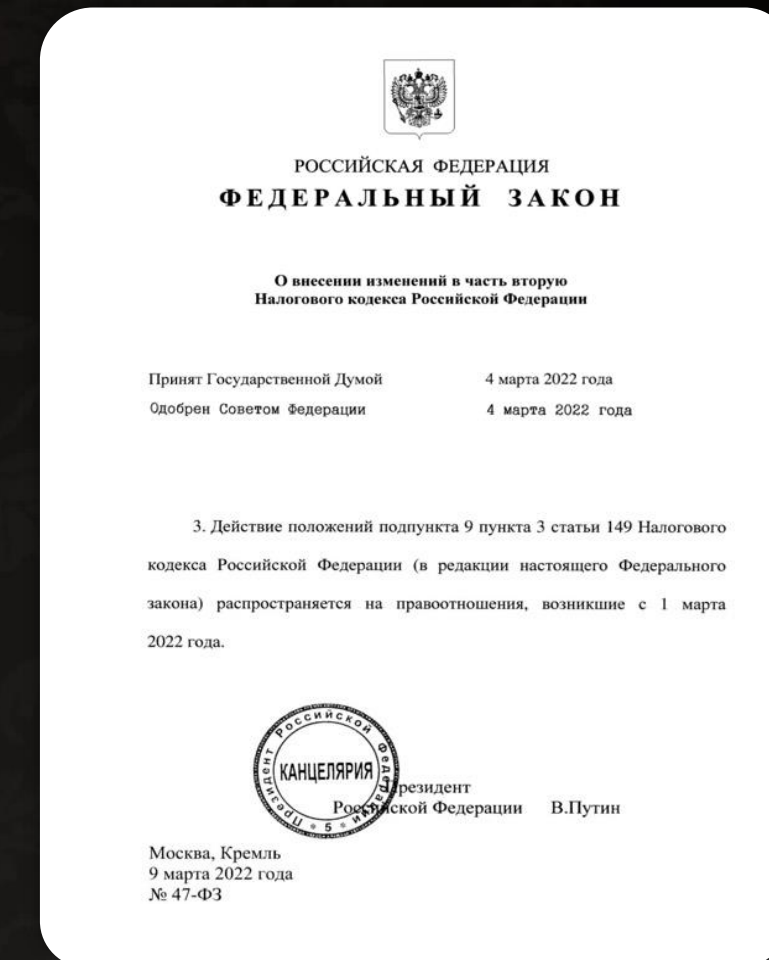 РОССИЙСКАЯ ФЕДЕРАЦИЯ
ФЕДЕРАЛЬНЫЙ ЗАКОН
О внесении изменений в часть вторую
Налогового кодекса Российской Федерации
Принят Государственной Думой 4 марта 2022 года
Одобрен Советом Федерации 4 марта 2022 года
3. Действие положений подпункта 9 пункта 3 статьи 149 Налогового
кодекса Российской Федерации (в редакции настоящего Федерального
закона) распространяется на правоотношения, возникшие с 1 марта
2022 года.
Президент Российской Федерации * 5 *
КАНЦЕЛЯРИЯ
Президент
Российской Федерации В.Путин
Москва, Кремль
9 марта 2022 года
№ 47-ФЗ